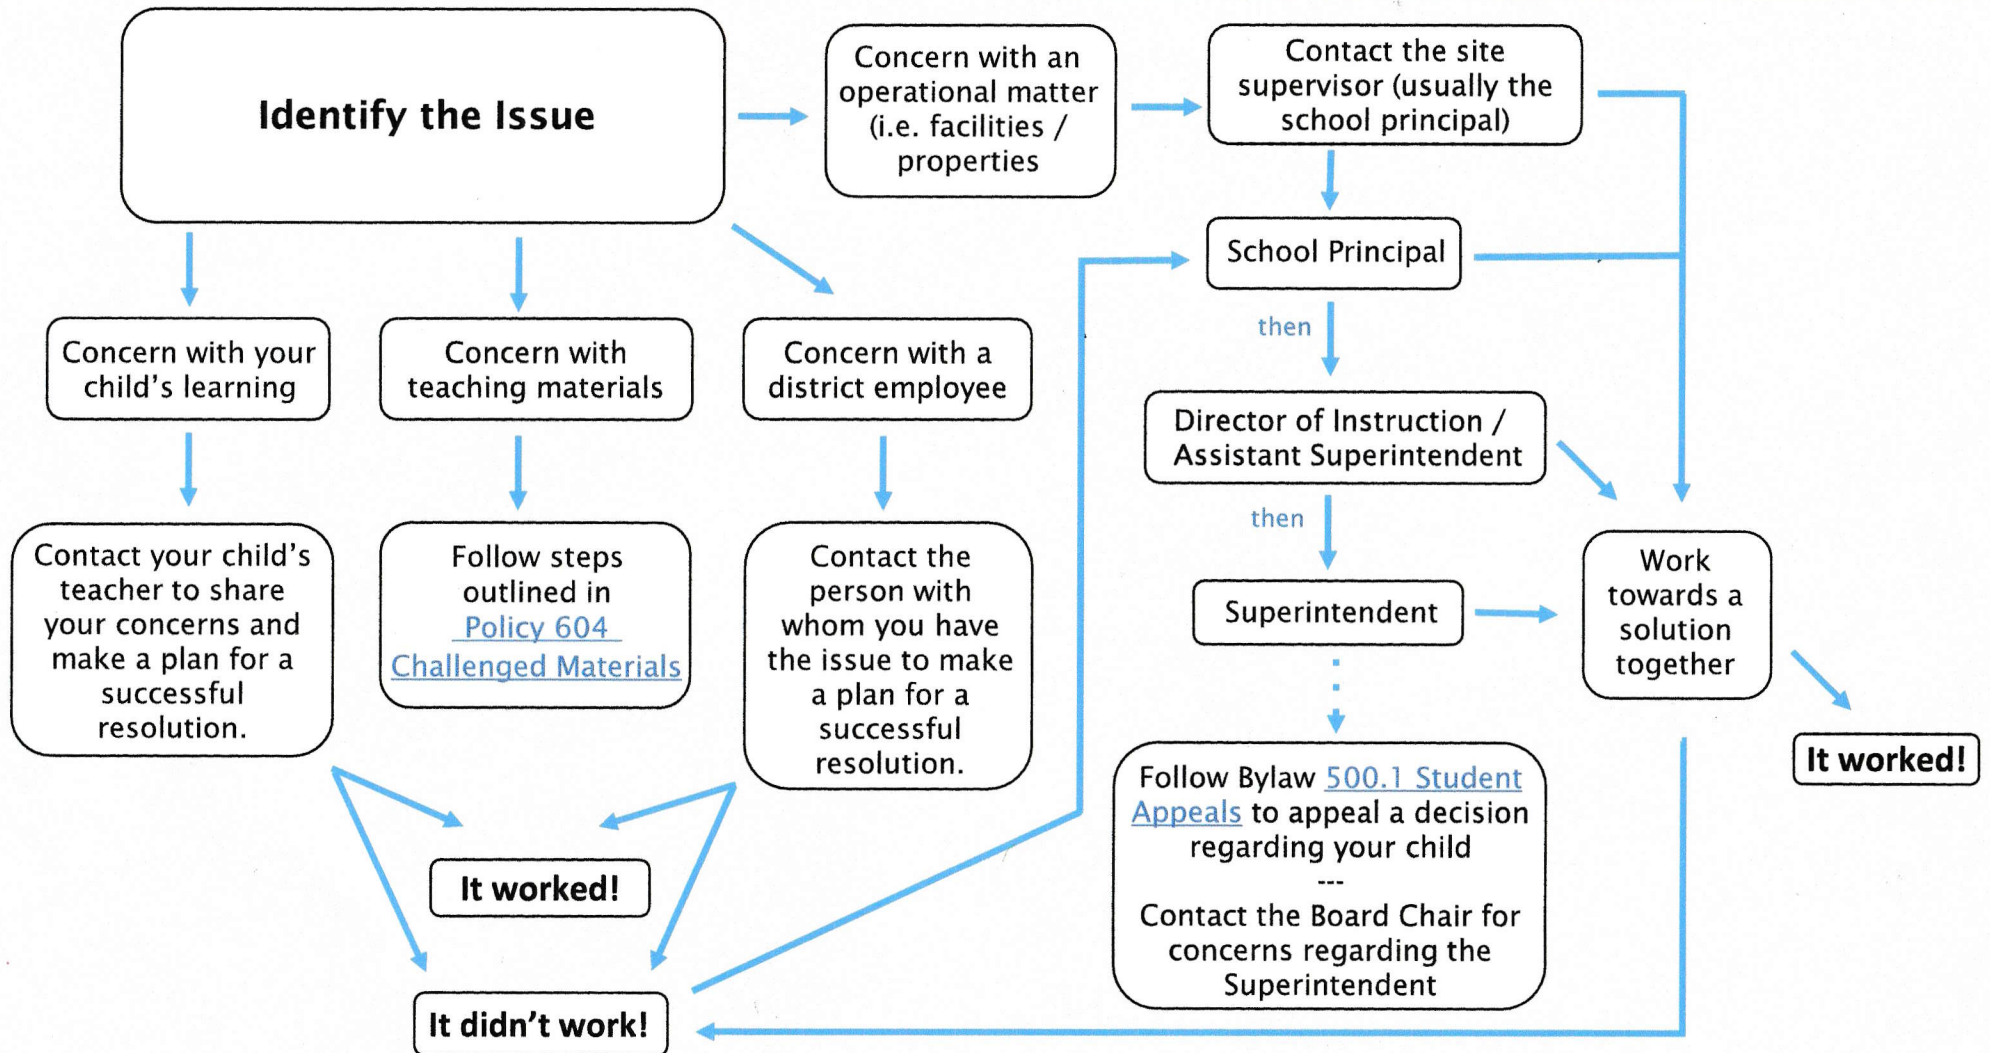 Identify the Issue
Concern with an
operational matter
(i.e. facilities /
properties
Contact the site
supervisor (usually the
school principal)
School Principal
then
Director of Instruction /
Assistant Superintendent
then
Superintendent
Follow Bylaw 500.1 Student
Appeals to appeal a decision
regarding your child
---
Contact the Board Chair for
concerns regarding the
Superintendent
Work
towards a
solution
together
It worked!
Concern with your
child's learning
Contact your child's
teacher to share
your concerns and
make a plan for a
successful
resolution.
Concern with
teaching materials
Follow steps
outlined in
Policy 604
Challenged Materials
Concern with a
district employee
Contact the
person with
whom you have
the issue to make
a plan for a
successful
resolution.
It worked!
It didn't work!